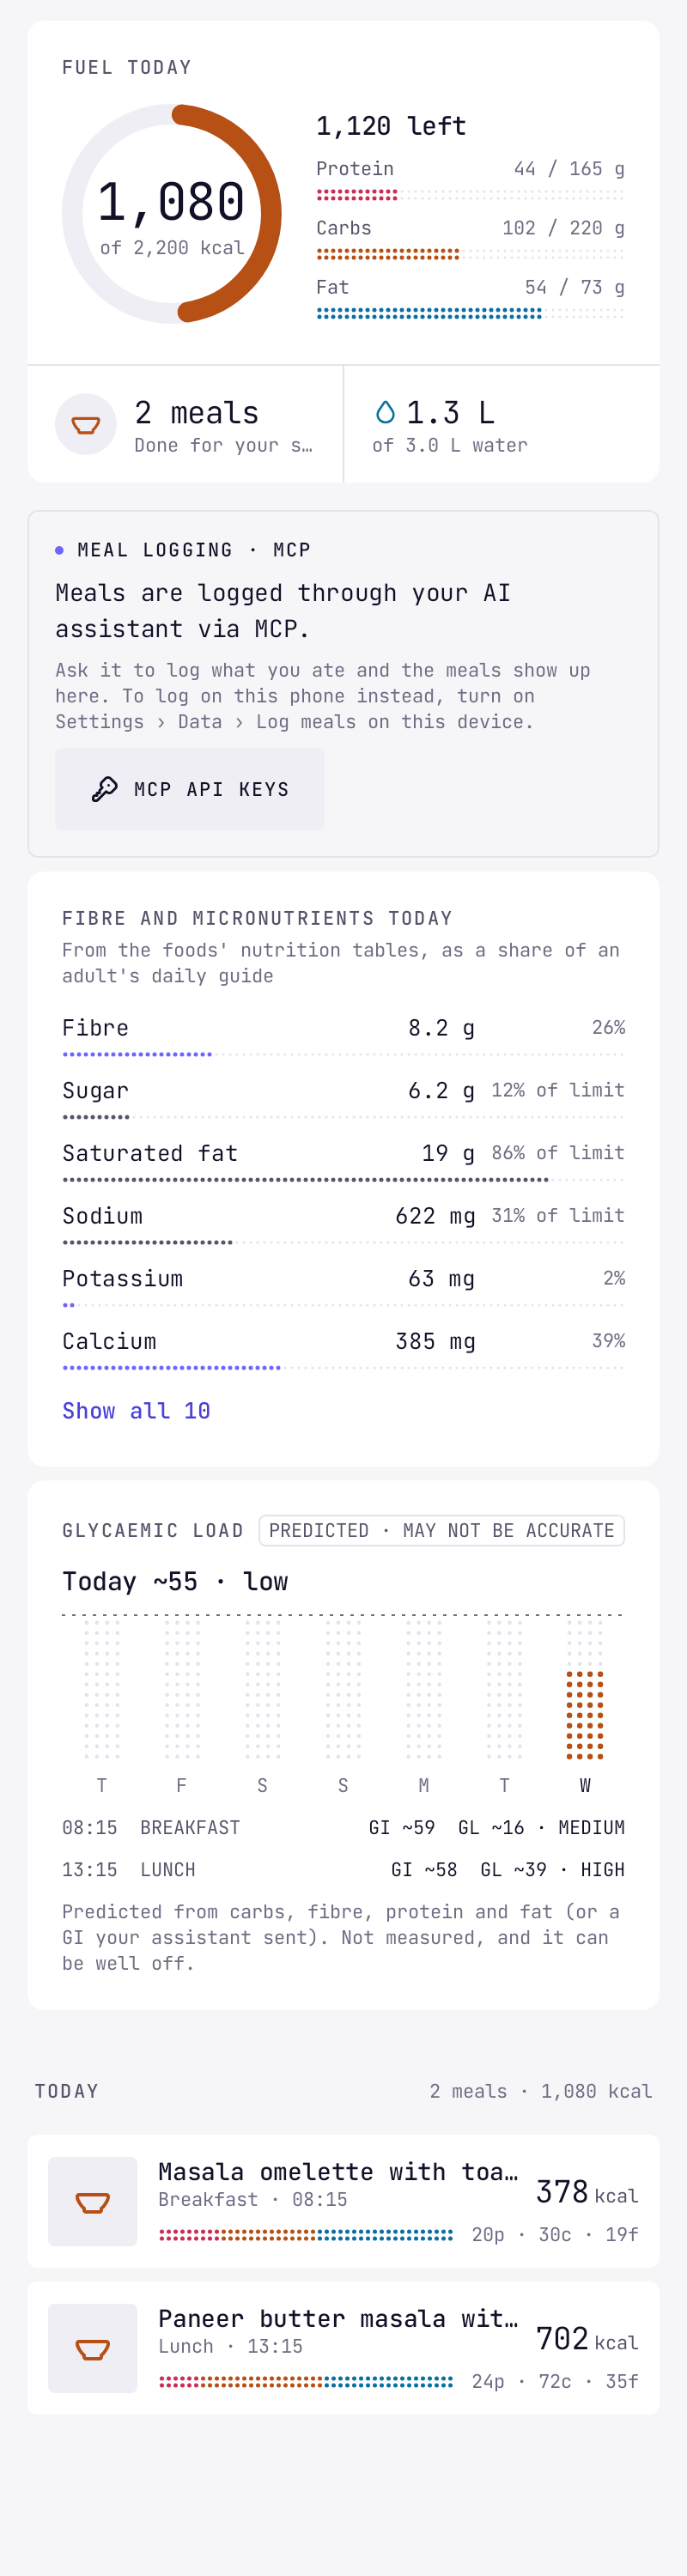 FUEL TODAY
1,080
of 2,200 kcal
1,120 left
Protein 44 / 165 g
Carbs 102 / 220 g
Fat 54 / 73 g
2 meals
Done for your s…
1.3 L
of 3.0 L water
MEAL LOGGING · MCP
Meals are logged through your AI
assistant via MCP.
Ask it to log what you ate and the meals show up
here. To log on this phone instead, turn on
Settings › Data › Log meals on this device.
MCP API KEYS
FIBRE AND MICRONUTRIENTS TODAY
From the foods' nutrition tables, as a share of an
adult's daily guide
Fibre 8.2 g 26%
Sugar 6.2 g 12% of limit
Saturated fat 19 g 86% of limit
Sodium 622 mg 31% of limit
Potassium 63 mg 2%
Calcium 385 mg 39%
Show all 10
GLYCAEMIC LOAD PREDICTED · MAY NOT BE ACCURATE
Today ~55 · low
T F S S M T W
08:15 BREAKFAST GI ~59 GL ~16 · MEDIUM
13:15 LUNCH GI ~58 GL ~39 · HIGH
Predicted from carbs, fibre, protein and fat (or a
GI your assistant sent). Not measured, and it can
be well off.
TODAY 2 meals · 1,080 kcal
Masala omelette with toa…
Breakfast · 08:15
378 kcal
20p · 30c · 19f
Paneer butter masala wit…
Lunch · 13:15
702 kcal
24p · 72c · 35f